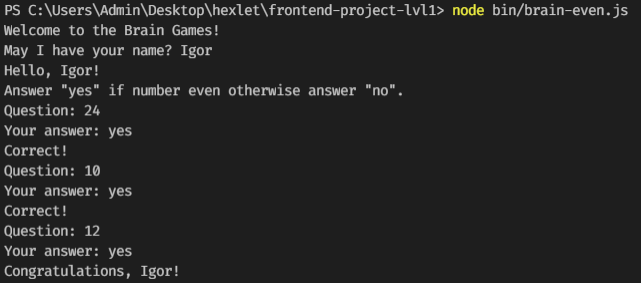 PS C:\Users\Admin\Desktop\hexlet\frontend-project-lvl1> node bin/brain-even.js
Welcome to the Brain Games!
May I have your name? Igor
Hello, Igor!
Answer "yes" if number even otherwise answer "no".
Question: 24
Your answer: yes
Correct!
Question: 10
Your answer: yes
Correct!
Question: 12
Your answer: yes
Congratulations, Igor!